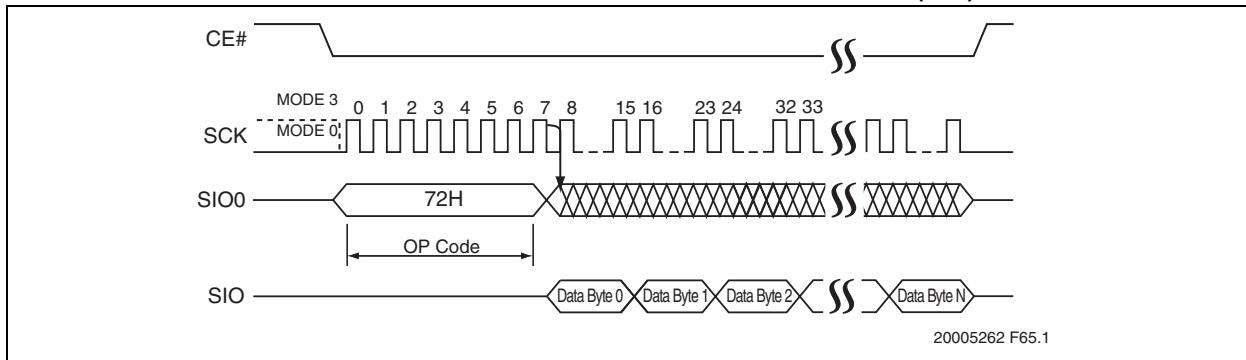 CE#
MODE 3
0 1 2 3 4 5 6 7 8 15 16 23 24 32 33
MODE 0
SCK
SIO0
72H
OP Code
SIO
Data Byte 0 Data Byte 1 Data Byte 2 Data Byte N
20005262 F65.1